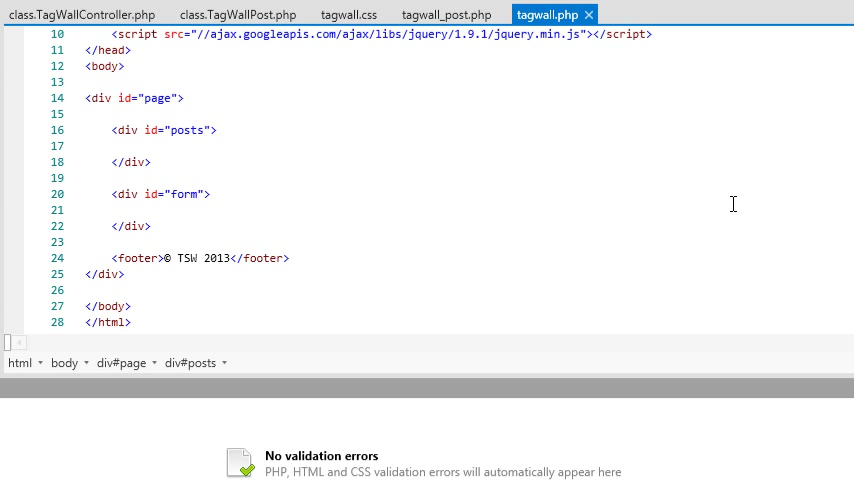 class.TagWallController.php class.TagWallPost.php tagwall.css tagwall_post.php tagwall.php
10 <script src="//ajax.googleapis.com/ajax/libs/jquery/1.9.1/jquery.min.js"></script>
11 </head>
12 <body>
13
14 <div id="page">
15
16 <div id="posts">
17
18 </div>
19
20 <div id="form">
21
22 </div>
23
24 <footer>© TSW 2013</footer>
25 </div>
26
27 </body>
28 </html>
html body div#page div#posts
No validation errors
PHP, HTML and CSS validation errors will automatically appear here